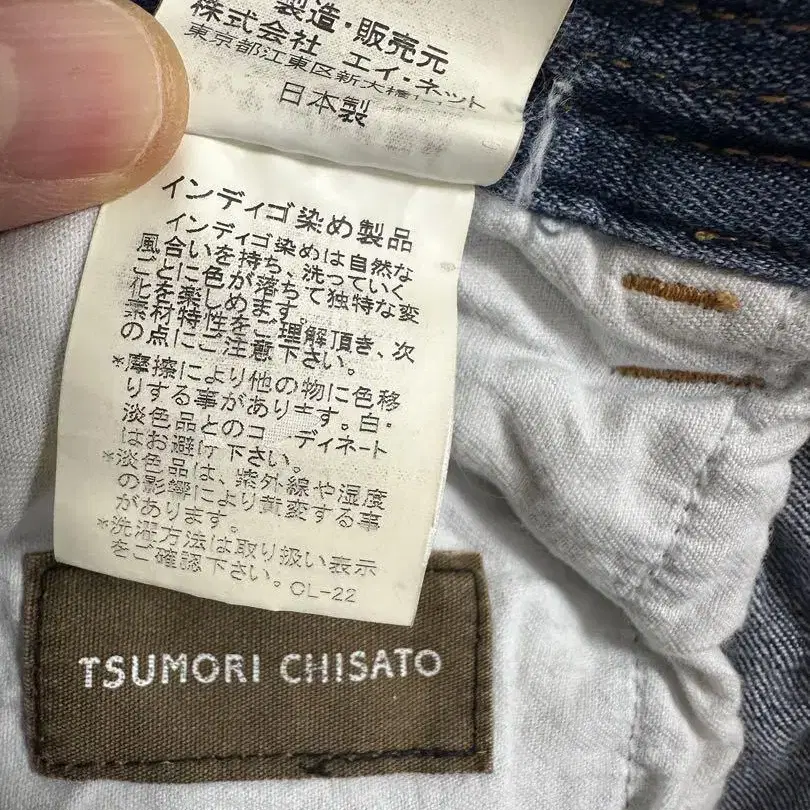 製造・販売元
株式会社 エイ・ネット
東京都江東区新大橋
日本製
インディゴ染め製品
インディゴ染めは自然な
風合いを持ち、洗っていく
ごとに色が落ちて独特な変
化を楽しめます。
素材特性をご理解頂き、次
の点にご注意下さい。
*摩擦により他の物に色移
りする事があります。白・
淡色品とのコ ディネート
はお避け下さい。
*淡色品は、紫外線や湿度
の影響により黄変する事
があります。
*洗濯方法は取り扱い表示
をご確認下さい。CL-22
TSUMORI CHISATO